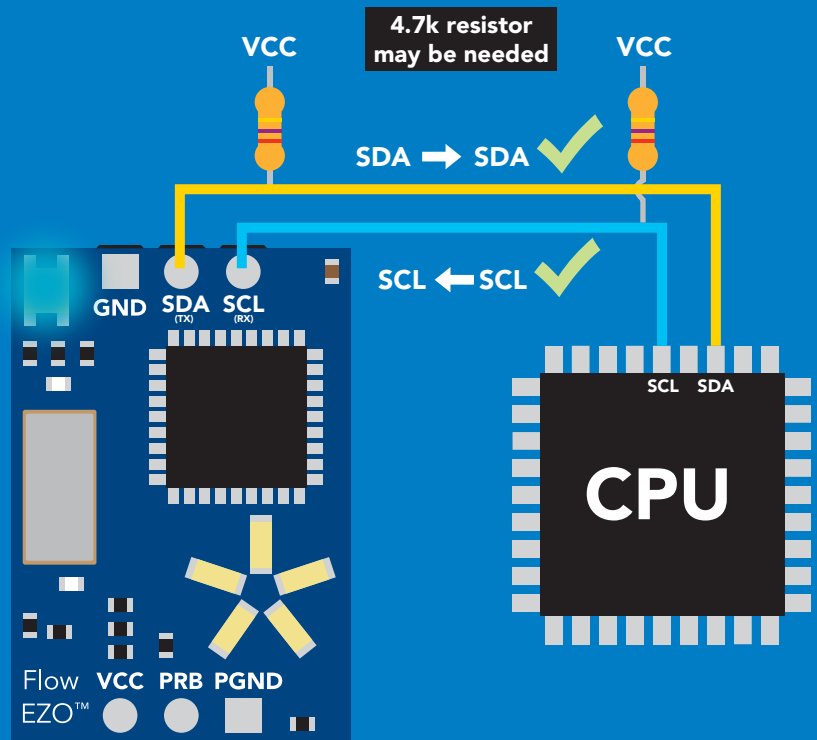 4.7k resistor
may be needed
VCC
VCC
SDA → SDA
SCL ← SCL
GND
SDA
(TX)
SCL
(RX)
SCL
SDA
CPU
Flow
EZO™
VCC
PRB
PGND